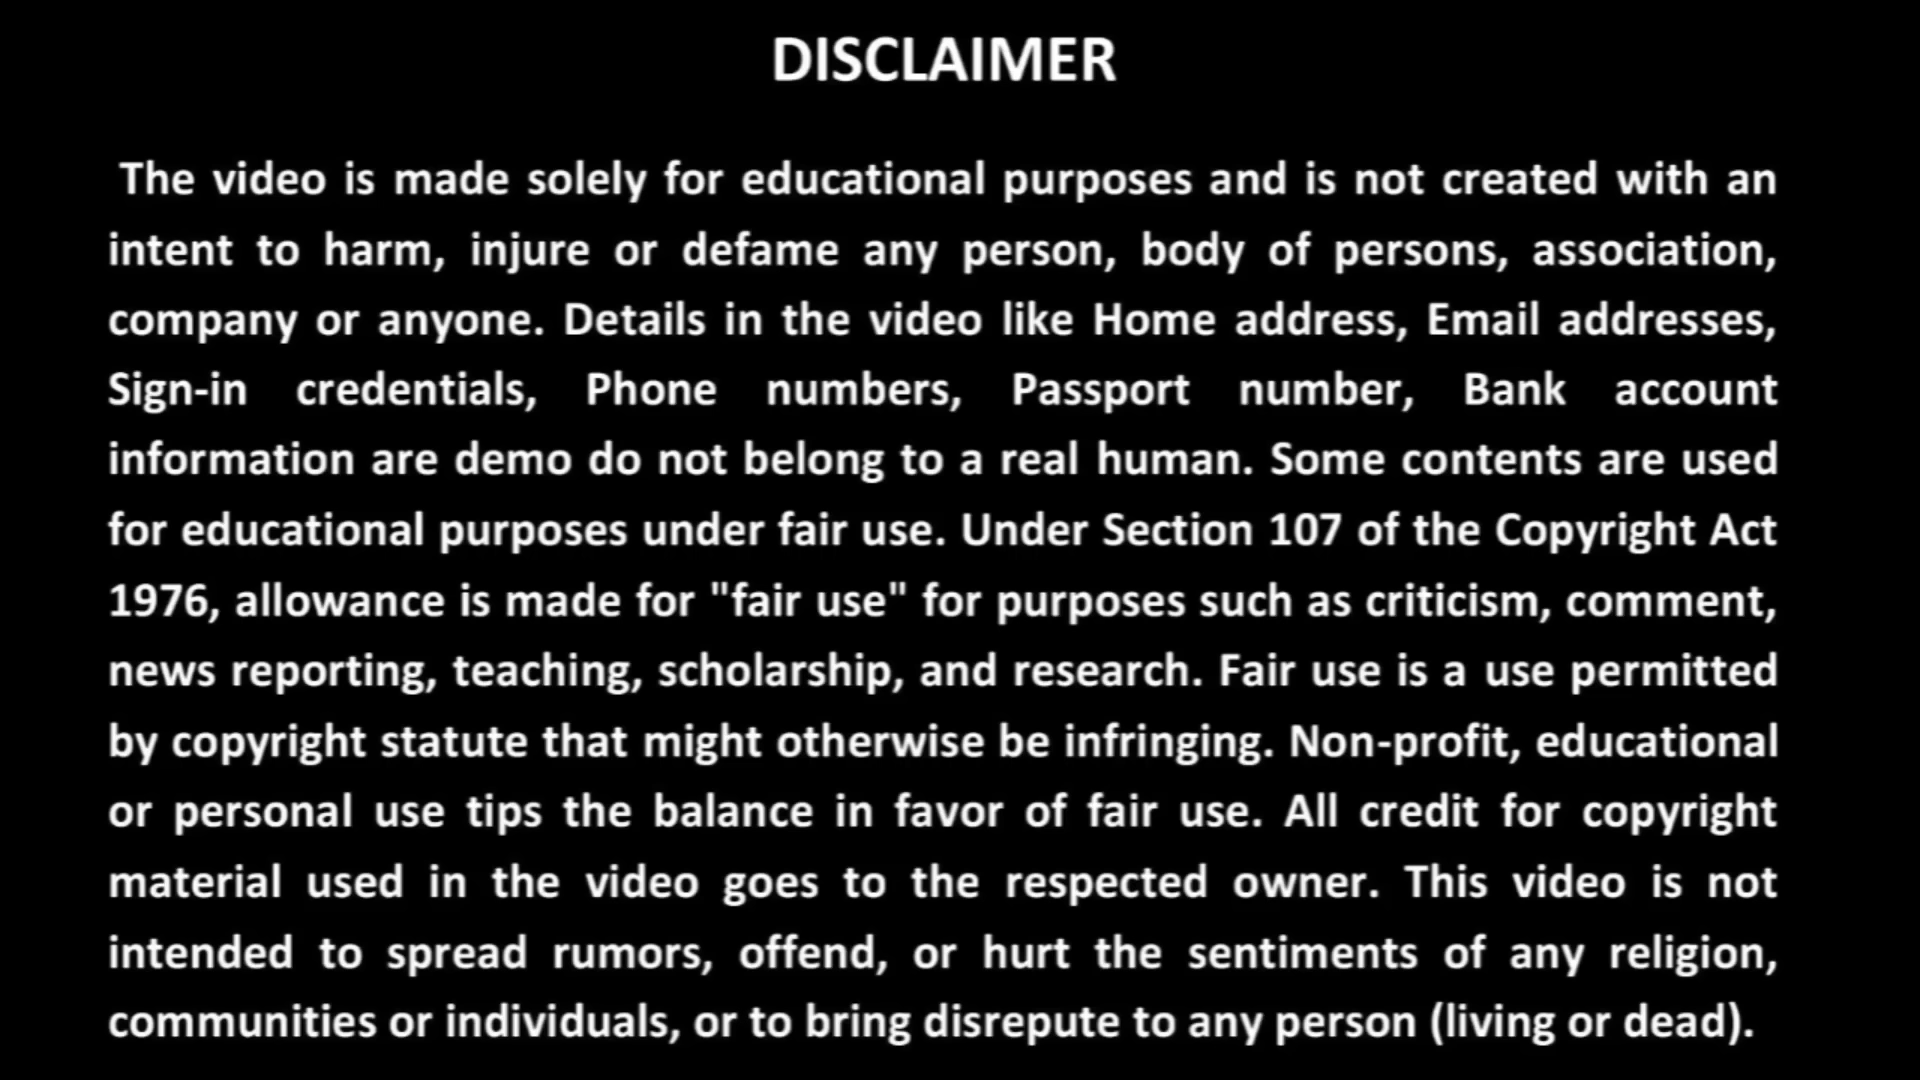 DISCLAIMER
The video is made solely for educational purposes and is not created with an
intent to harm, injure or defame any person, body of persons, association,
company or anyone. Details in the video like Home address, Email addresses,
Sign-in credentials, Phone numbers, Passport number, Bank account
information are demo do not belong to a real human. Some contents are used
for educational purposes under fair use. Under Section 107 of the Copyright Act
1976, allowance is made for "fair use" for purposes such as criticism, comment,
news reporting, teaching, scholarship, and research. Fair use is a use permitted
by copyright statute that might otherwise be infringing. Non-profit, educational
or personal use tips the balance in favor of fair use. All credit for copyright
material used in the video goes to the respected owner. This video is not
intended to spread rumors, offend, or hurt the sentiments of any religion,
communities or individuals, or to bring disrepute to any person (living or dead).